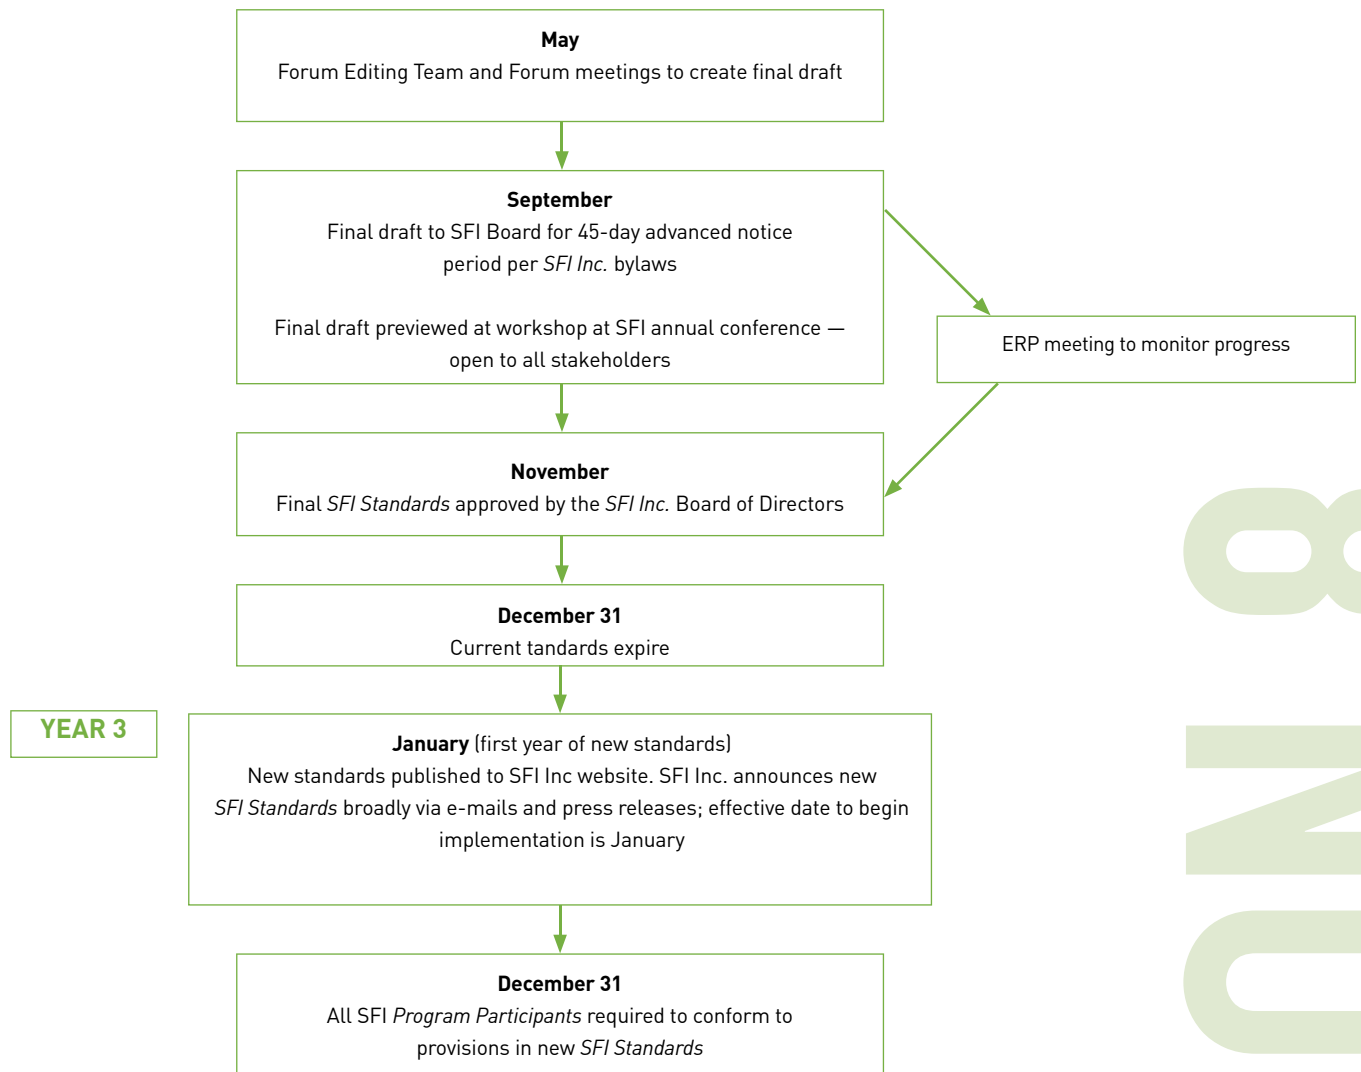 May
Forum Editing Team and Forum meetings to create final draft
September
Final draft to SFI Board for 45-day advanced notice
period per SFI Inc. bylaws
Final draft previewed at workshop at SFI annual conference —
open to all stakeholders
ERP meeting to monitor progress
November
Final SFI Standards approved by the SFI Inc. Board of Directors
December 31
Current tandards expire
YEAR 3
January (first year of new standards)
New standards published to SFI Inc website. SFI Inc. announces new
SFI Standards broadly via e-mails and press releases; effective date to begin
implementation is January
December 31
All SFI Program Participants required to conform to
provisions in new SFI Standards
ON 8